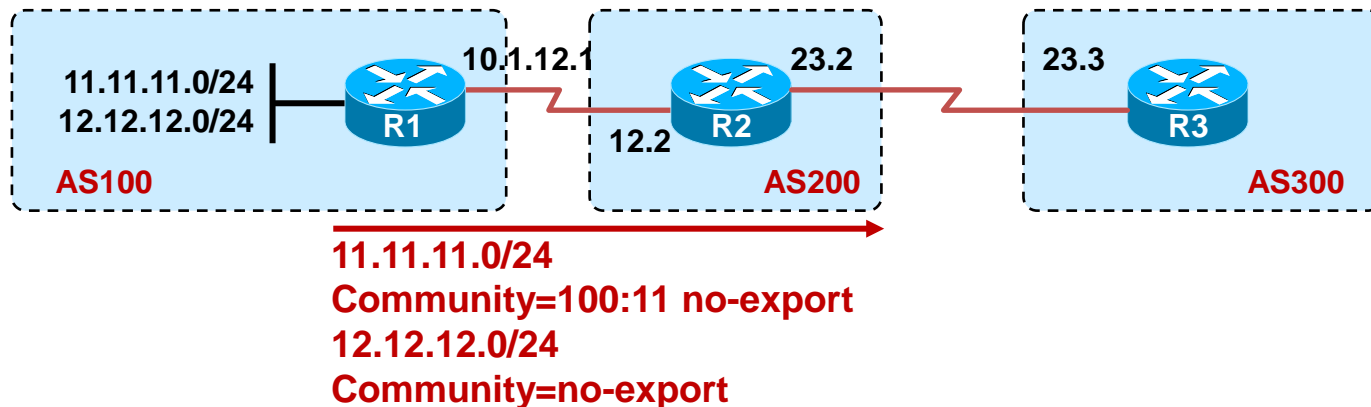 11.11.11.0/24
12.12.12.0/24
R1
10.1.12.1
AS100
12.2
R2
23.2
AS200
23.3
R3
AS300
11.11.11.0/24
Community=100:11 no-export
12.12.12.0/24
Community=no-export